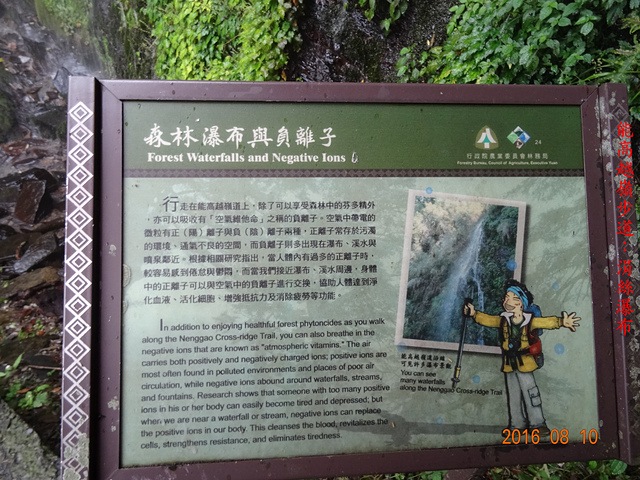 森林瀑布與負離子
Forest Waterfalls and Negative Ions
24
行政院農業委員會林務局
Forestry Bureau, Council of Agriculture, Executive Yuan
行走在能高越嶺道上，除了可以享受森林中的芬多精外
，亦可以吸收有「空氣維他命」之稱的負離子。空氣中帶電的
微粒有正（陽）離子與負（陰）離子兩種，正離子常存於污濁
的環境、通氣不良的空間，而負離子則多出現在瀑布、溪水與
噴泉鄰近。根據相關研究指出，當人體內有過多的正離子時，
較容易感到倦怠與鬱悶，而當我們接近瀑布、溪水周邊，身體
中的正離子可以與空氣中的負離子進行交換，協助人體達到淨
化血液、活化細胞、增強抵抗力及消除疲勞等功能。
In addition to enjoying healthful forest phytoncides as you walk
along the Nenggao Cross-ridge Trail, you can also breathe in the
negative ions that are known as "atmospheric vitamins." The air
carries both positively and negatively charged ions; positive ions are
most often found in polluted environments and places of poor air
circulation, while negative ions abound around waterfalls, streams,
and fountains. Research shows that someone with too many positive
ions in his or her body can easily become tired and depressed; but
when we are near a waterfall or stream, negative ions can replace
the positive ions in our body. This cleanses the blood, revitalizes the
cells, strengthens resistance, and eliminates tiredness.
能高越嶺道沿線
可見許多瀑布景觀
You can see
many waterfalls
along the Nenggao Cross-ridge Trail
能高越嶺古道～負離瀑布
2016 08 10